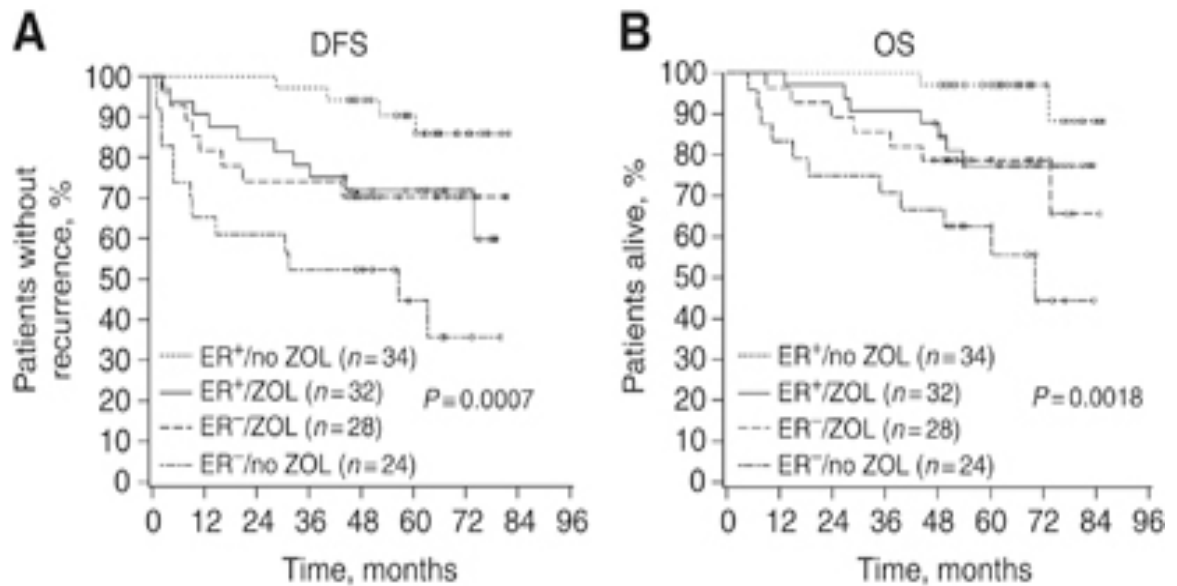 A
DFS
Patients without
recurrence, %
100
90
80
70
60
50
40
30
20
10
0
ER⁺/no ZOL (n=34)
ER⁺/ZOL (n=32)
ER⁻/ZOL (n=28)
ER⁻/no ZOL (n=24)
P=0.0007
0 12 24 36 48 60 72 84 96
Time, months
B
OS
Patients alive, %
100
90
80
70
60
50
40
30
20
10
0
ER⁺/no ZOL (n=34)
ER⁺/ZOL (n=32)
ER⁻/ZOL (n=28)
ER⁻/no ZOL (n=24)
P=0.0018
0 12 24 36 48 60 72 84 96
Time, months